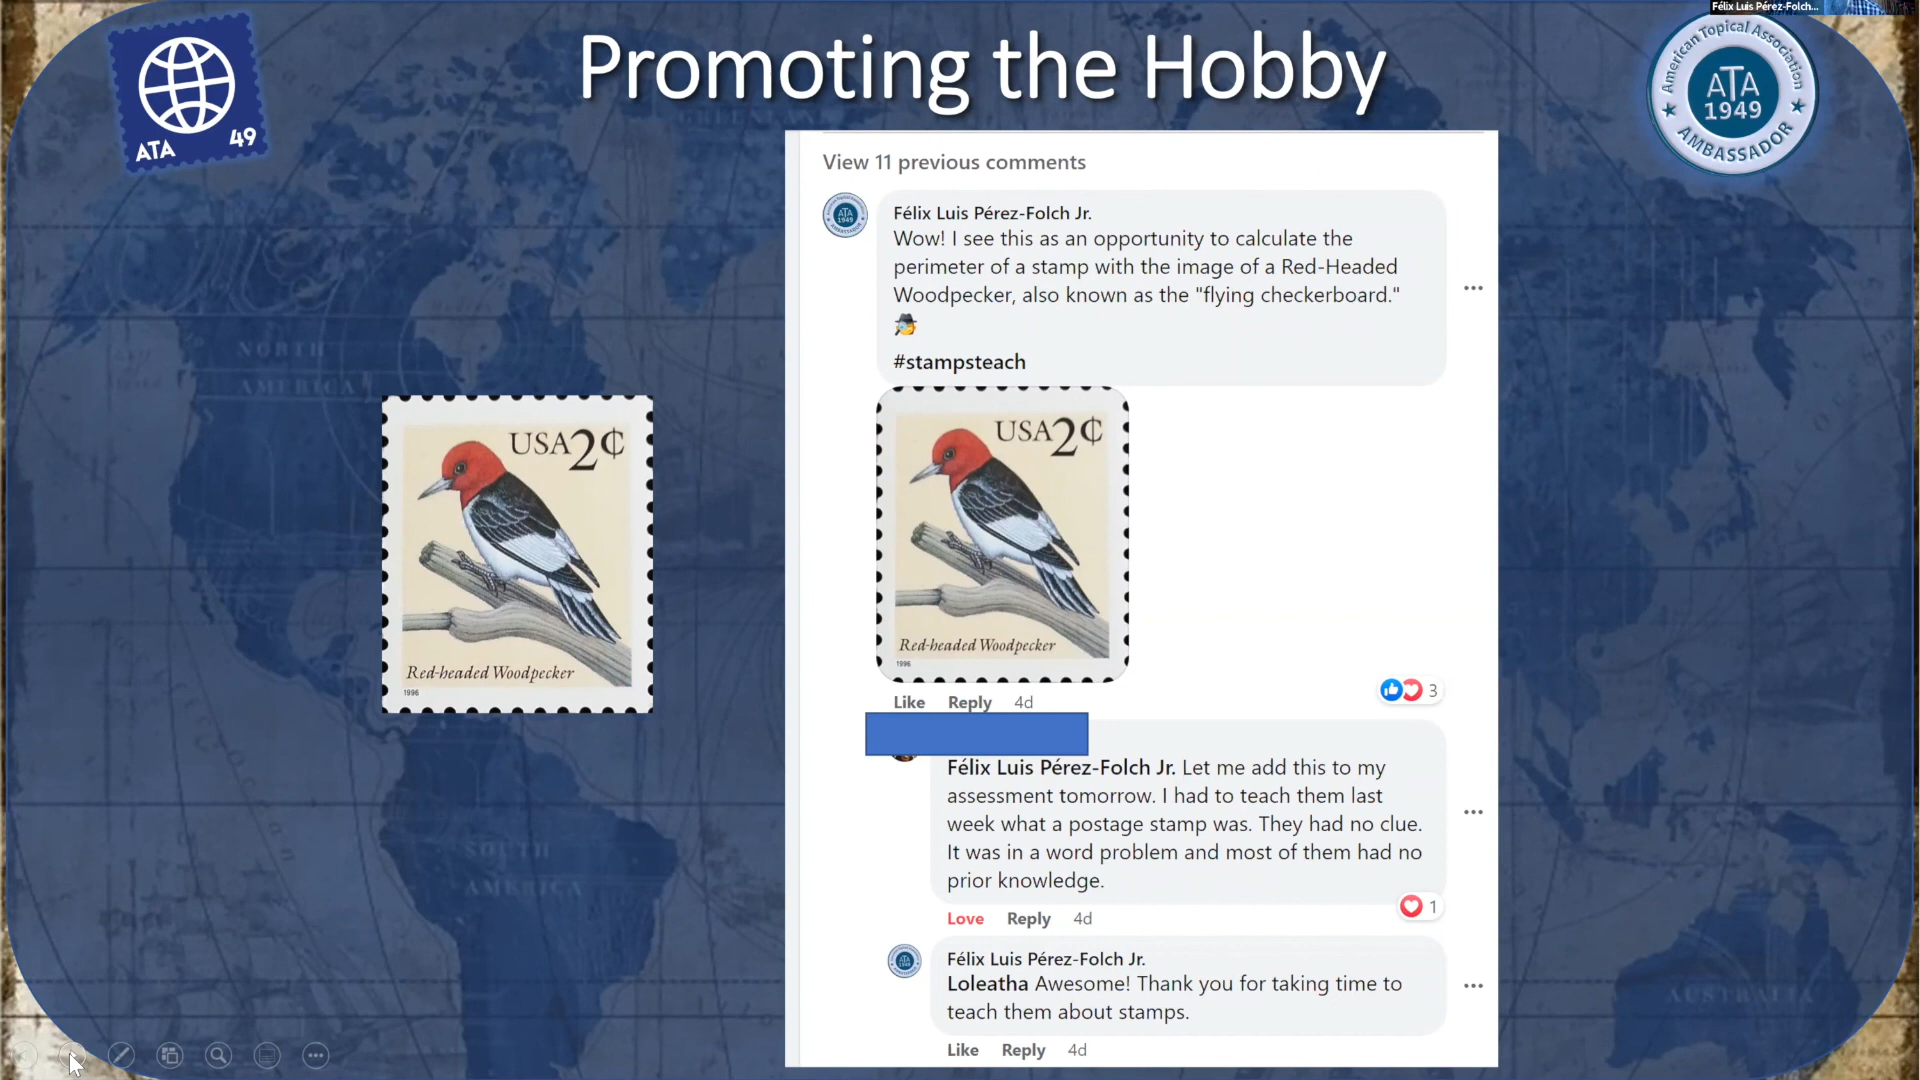 Félix Luis Pérez-Folch...
Promoting the Hobby
ATA 49
American Topical Association
ATA
1949
AMBASSADOR
GREENLAND
NORTH
AMERICA
SOUTH
AMERICA
AUSTRALIA
USA2¢
Red-headed Woodpecker
1996
View 11 previous comments
Félix Luis Pérez-Folch Jr.
Wow! I see this as an opportunity to calculate the
perimeter of a stamp with the image of a Red-Headed
Woodpecker, also known as the "flying checkerboard."
#stampsteach
USA2¢
Red-headed Woodpecker
1996
Like Reply 4d
3
Félix Luis Pérez-Folch Jr. Let me add this to my
assessment tomorrow. I had to teach them last
week what a postage stamp was. They had no clue.
It was in a word problem and most of them had no
prior knowledge.
1
Love Reply 4d
Félix Luis Pérez-Folch Jr.
Loleatha Awesome! Thank you for taking time to
teach them about stamps.
Like Reply 4d